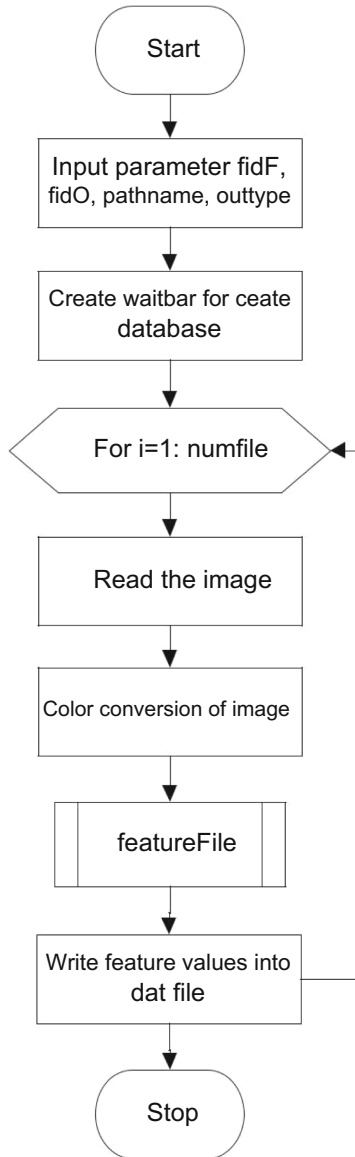 Start
Input parameter fidF,
fidO, pathname, outtype
Create waitbar for ceate
database
For i=1: numfile
Read the image
Color conversion of image
featureFile
Write feature values into
dat file
Stop